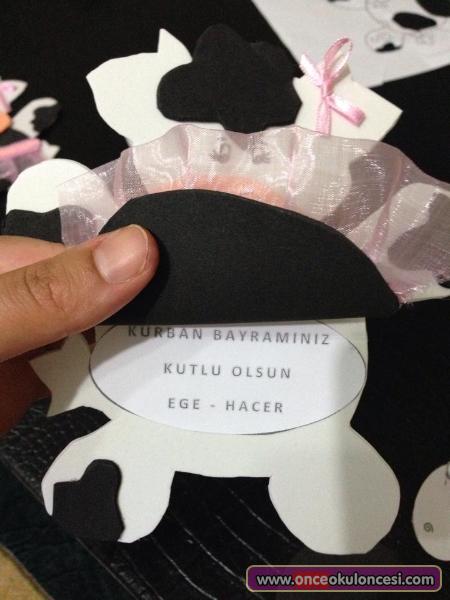 KURBAN BAYRAMINIZ
KUTLU OLSUN
EGE - HACER
www.onceokuloncesi.com